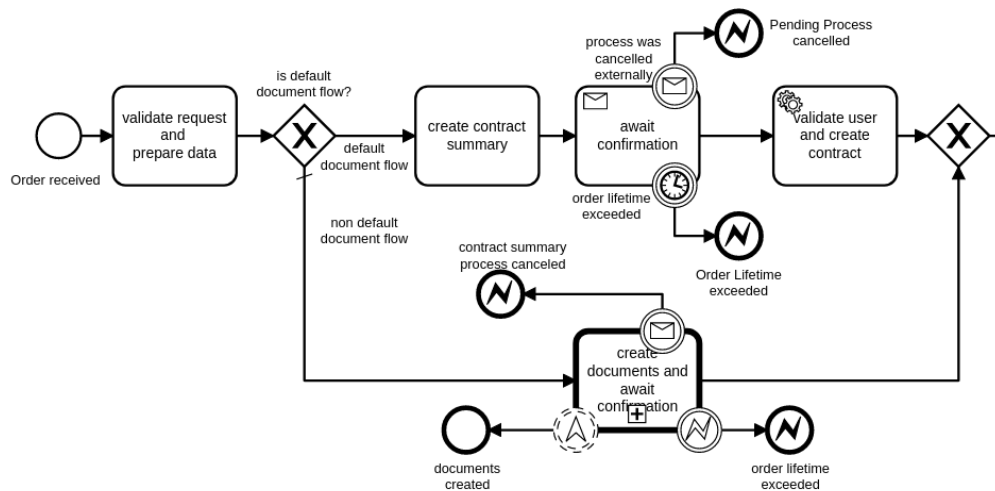 Pending Process
cancelled
process was
cancelled
externally
is default
document flow?
validate request
and
prepare data
create contract
summary
await
confirmation
validate user
and create
contract
default
document flow
Order received
order lifetime
exceeded
non default
document flow
contract summary
process canceled
Order Lifetime
exceeded
create
documents and
await
confirmation
documents
created
order lifetime
exceeded